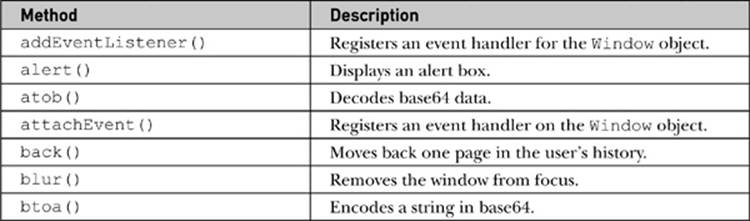 Method Description
addEventListener() Registers an event handler for the Window object.
alert() Displays an alert box.
atob() Decodes base64 data.
attachEvent() Registers an event handler on the Window object.
back() Moves back one page in the user's history.
blur() Removes the window from focus.
btoa() Encodes a string in base64.